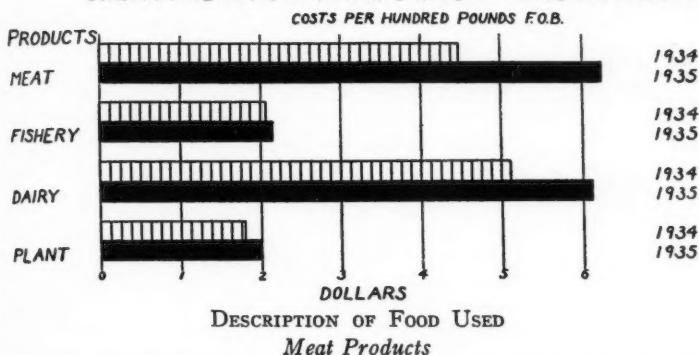 COSTS PER HUNDRED POUNDS F.O.B.
PRODUCTS
1934
MEAT 1935
1934
FISHERY 1935
1934
DAIRY 1935
1934
PLANT 1935
0 1 2 3 4 5 6
DOLLARS
DESCRIPTION OF FOOD USED
Meat Products